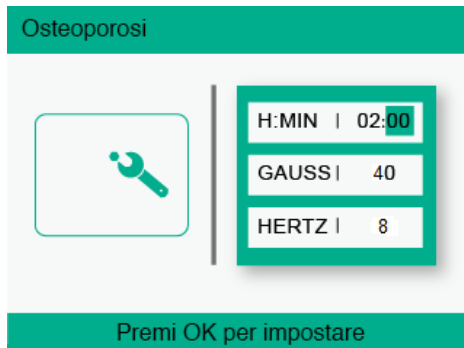 Osteoporosi
H:MIN | 02:00
GAUSS | 40
HERTZ | 8
Premi OK per impostare